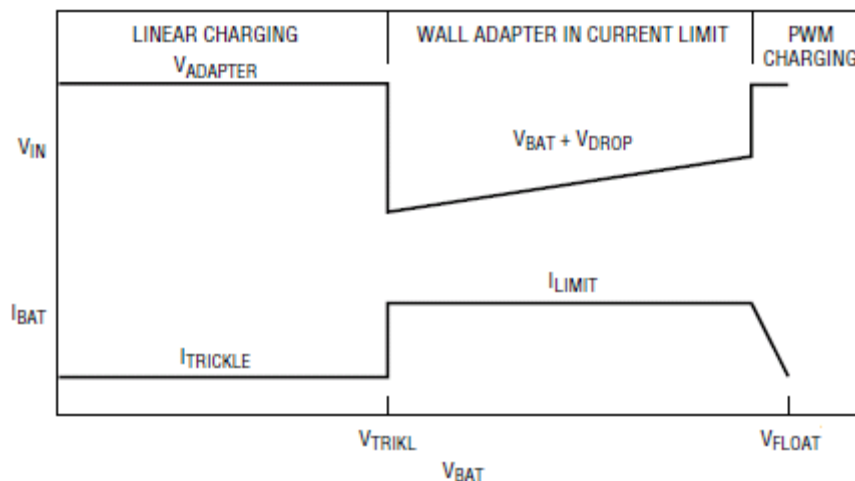 LINEAR CHARGING
WALL ADAPTER IN CURRENT LIMIT
PWM
CHARGING
VADAPTER
VIN
VBAT + VDROP
ILIMIT
IBAT
ITRICKLE
VTRIKL
VFLOAT
VBAT